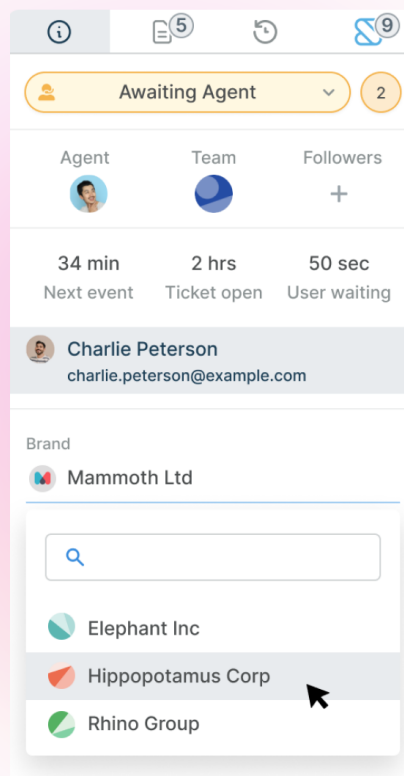 5
9
Awaiting Agent
2
Agent Team Followers
34 min 2 hrs 50 sec
Next event Ticket open User waiting
Charlie Peterson
charlie.peterson@example.com
Brand
Mammoth Ltd
Elephant Inc
Hippopotamus Corp
Rhino Group